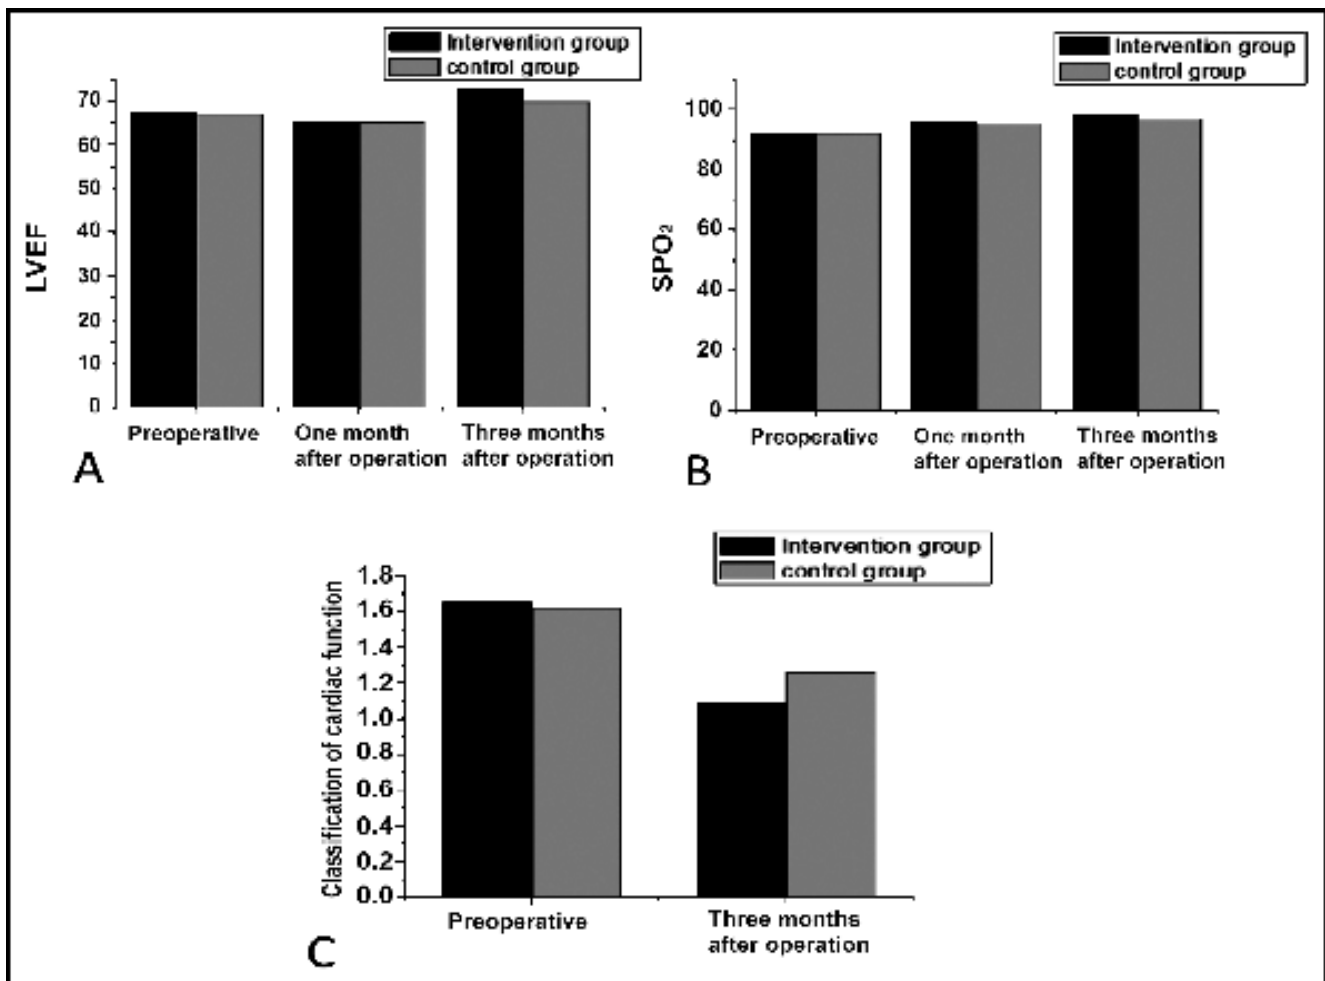 Intervention group
control group
70
60
50
40
30
20
10
0
LVEF
Preoperative
One month
after operation
Three months
after operation
A
Intervention group
control group
100
80
60
40
20
0
SPO₂
Preoperative
One month
after operation
Three months
after operation
B
Intervention group
control group
1.8
1.6
1.4
1.2
1.0
0.8
0.6
0.4
0.2
0.0
Classification of cardiac function
Preoperative
Three months
after operation
C